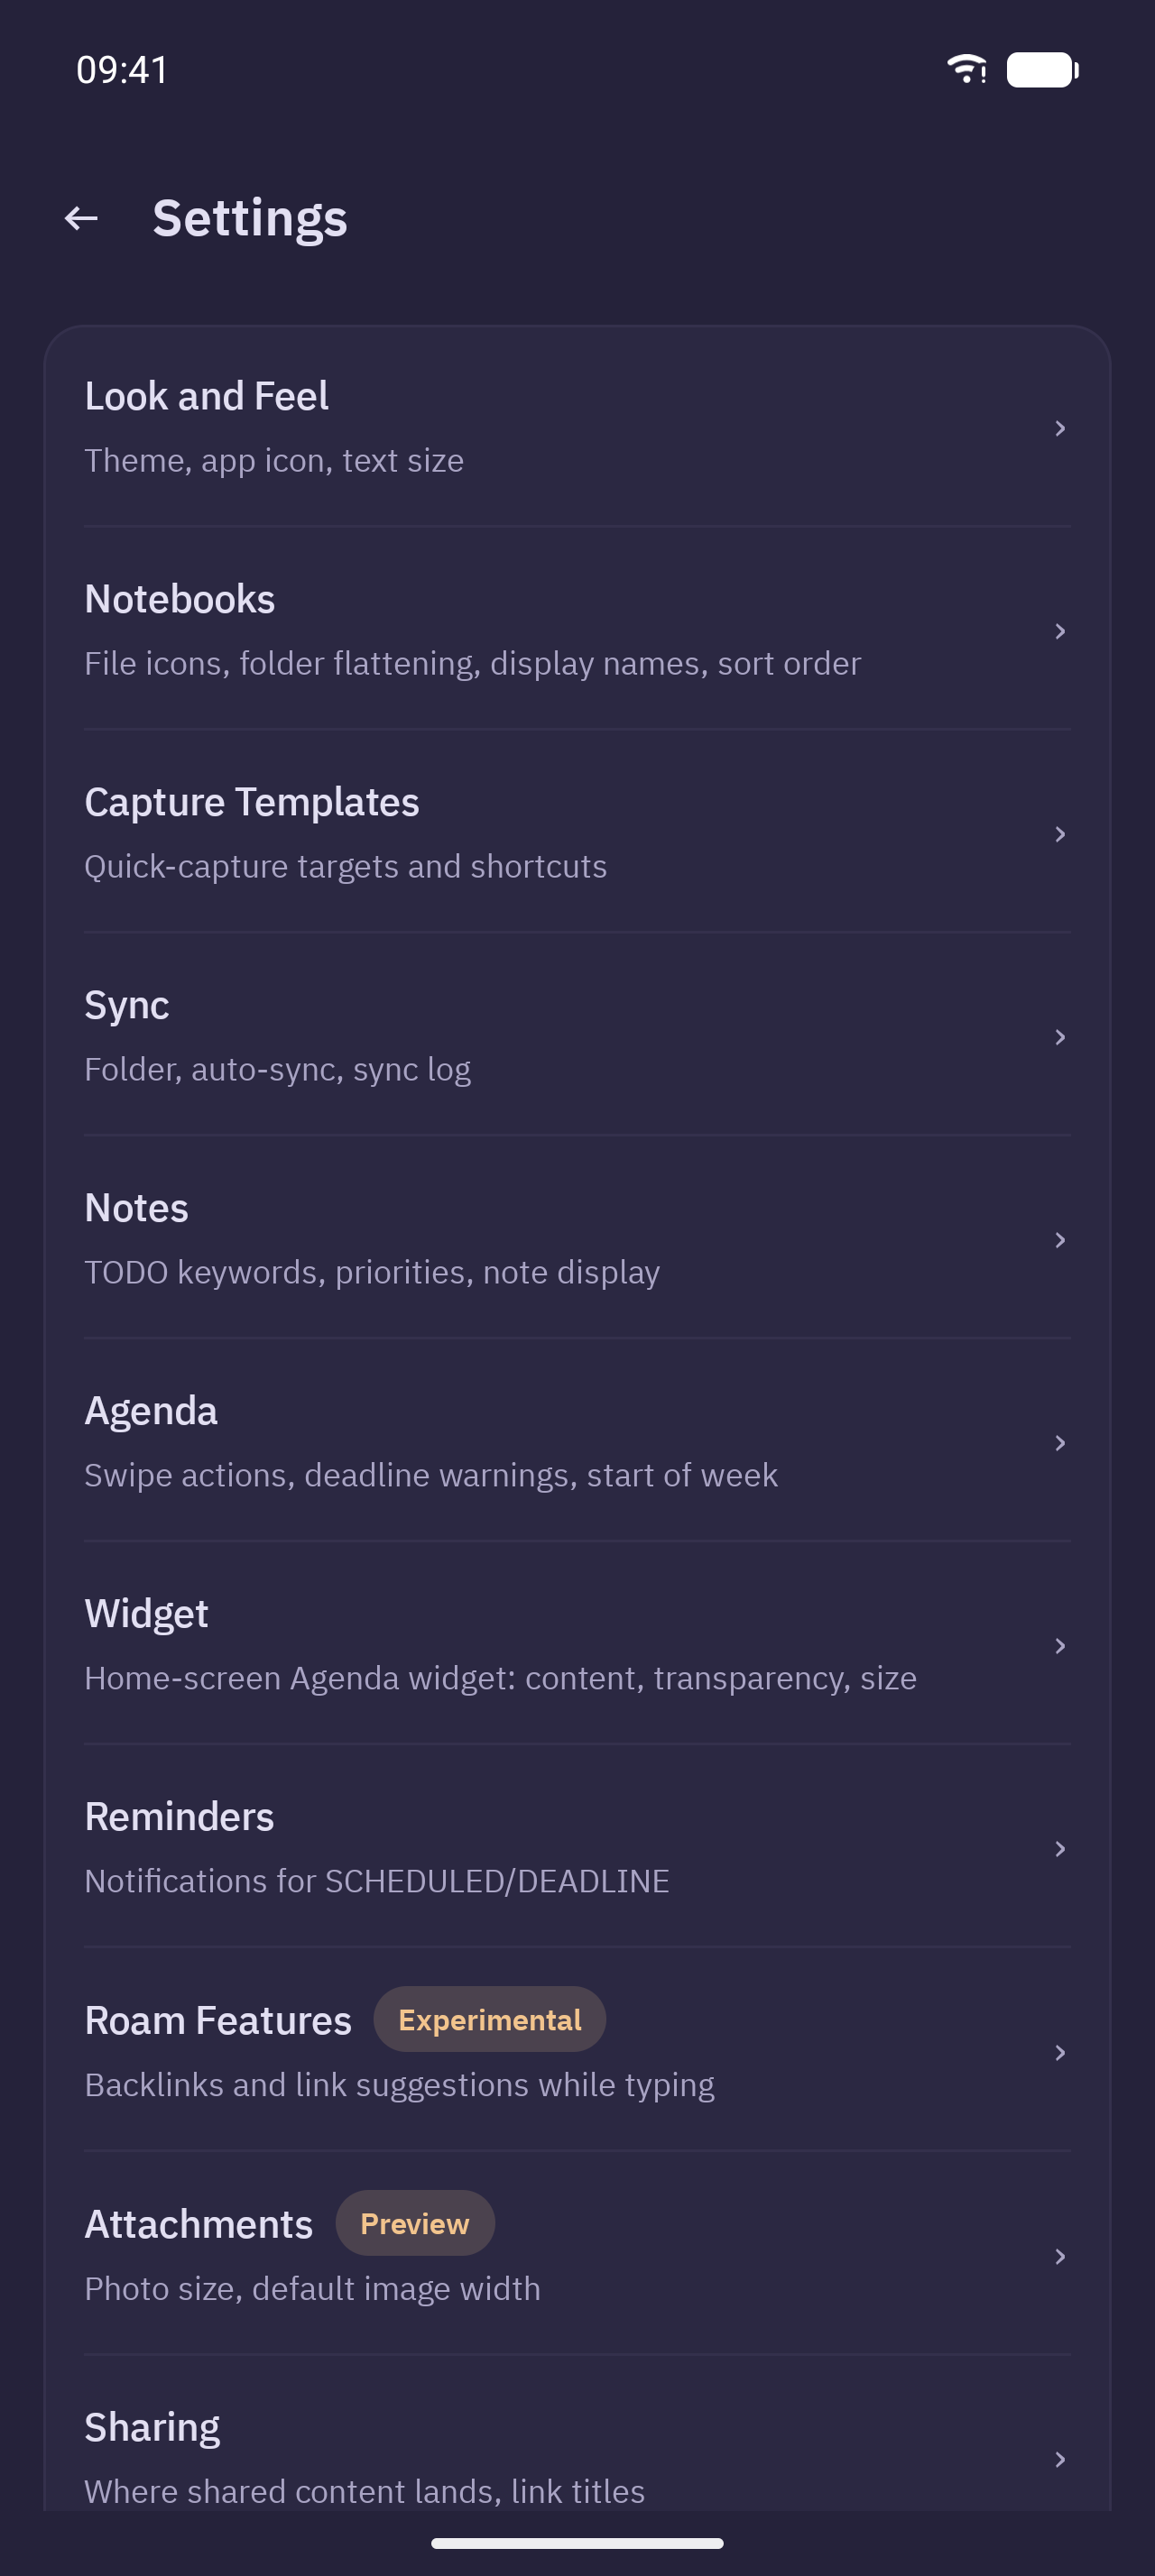 09:41
Settings
Look and Feel
Theme, app icon, text size
Notebooks
File icons, folder flattening, display names, sort order
Capture Templates
Quick-capture targets and shortcuts
Sync
Folder, auto-sync, sync log
Notes
TODO keywords, priorities, note display
Agenda
Swipe actions, deadline warnings, start of week
Widget
Home-screen Agenda widget: content, transparency, size
Reminders
Notifications for SCHEDULED/DEADLINE
Roam Features Experimental
Backlinks and link suggestions while typing
Attachments Preview
Photo size, default image width
Sharing
Where shared content lands, link titles